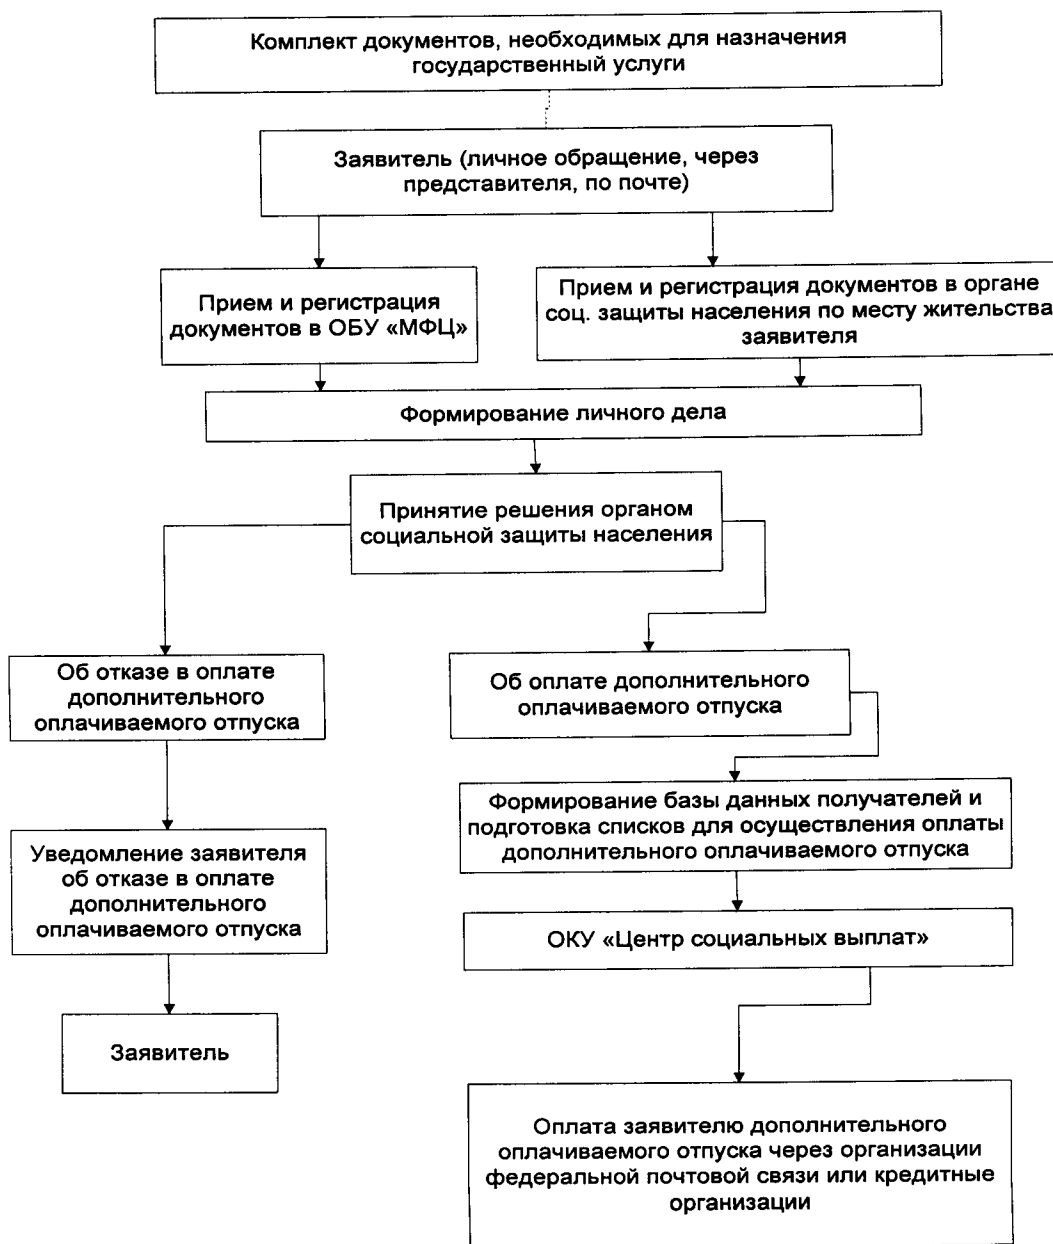 Комплект документов, необходимых для назначения
государственный услуги
Заявитель (личное обращение, через
представителя, по почте)
Прием и регистрация
документов в ОБУ «МФЦ»
Прием и регистрация документов в органе
соц. защиты населения по месту жительства
заявителя
Формирование личного дела
Принятие решения органом
социальной защиты населения
Об отказе в оплате
дополнительного
оплачиваемого отпуска
Об оплате дополнительного
оплачиваемого отпуска
Формирование базы данных получателей и
подготовка списков для осуществления оплаты
дополнительного оплачиваемого отпуска
Уведомление заявителя
об отказе в оплате
дополнительного
оплачиваемого отпуска
ОКУ «Центр социальных выплат»
Заявитель
Оплата заявителю дополнительного
оплачиваемого отпуска через организации
федеральной почтовой связи или кредитные
организации